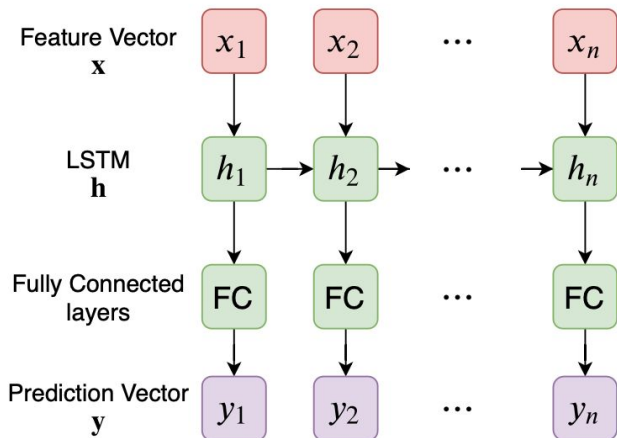 Feature Vector
x
x₁ x₂ ... xₙ
LSTM
h
h₁ h₂ ... hₙ
Fully Connected
layers
FC FC ... FC
Prediction Vector
y
y₁ y₂ ... yₙ